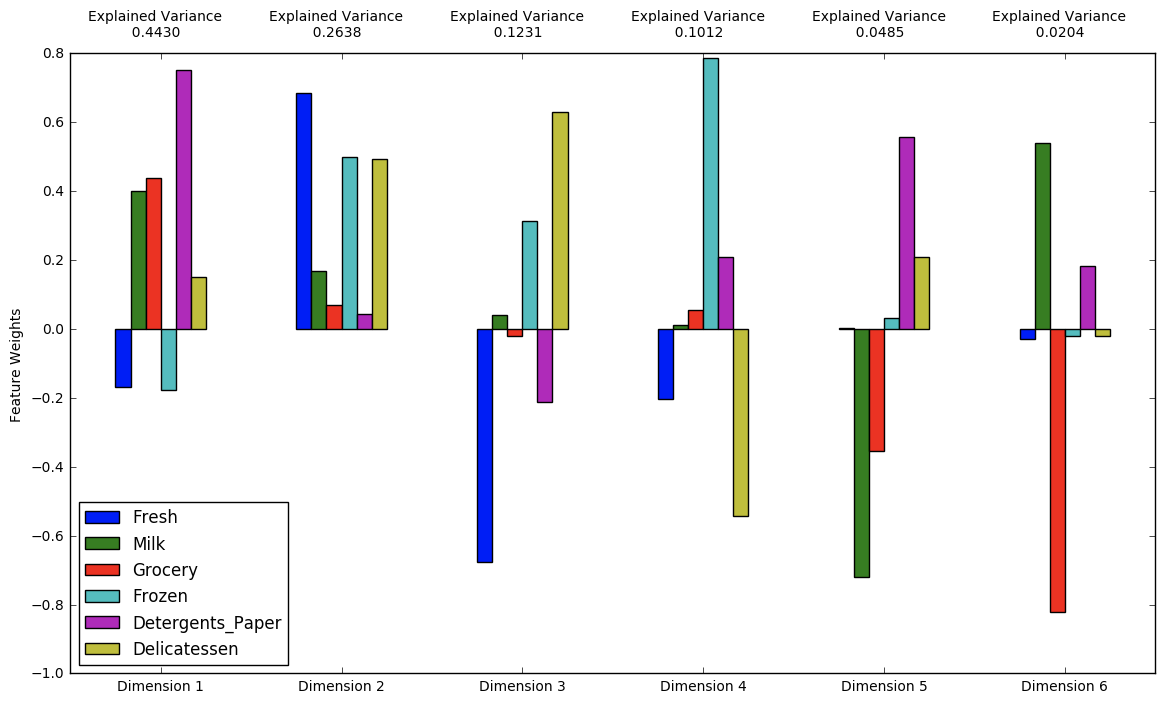 Explained Variance
0.4430
Explained Variance
0.2638
Explained Variance
0.1231
Explained Variance
0.1012
Explained Variance
0.0485
Explained Variance
0.0204
0.8
0.6
0.4
0.2
0.0
−0.2
−0.4
−0.6
−0.8
−1.0
Feature Weights
Fresh
Milk
Grocery
Frozen
Detergents_Paper
Delicatessen
Dimension 1
Dimension 2
Dimension 3
Dimension 4
Dimension 5
Dimension 6